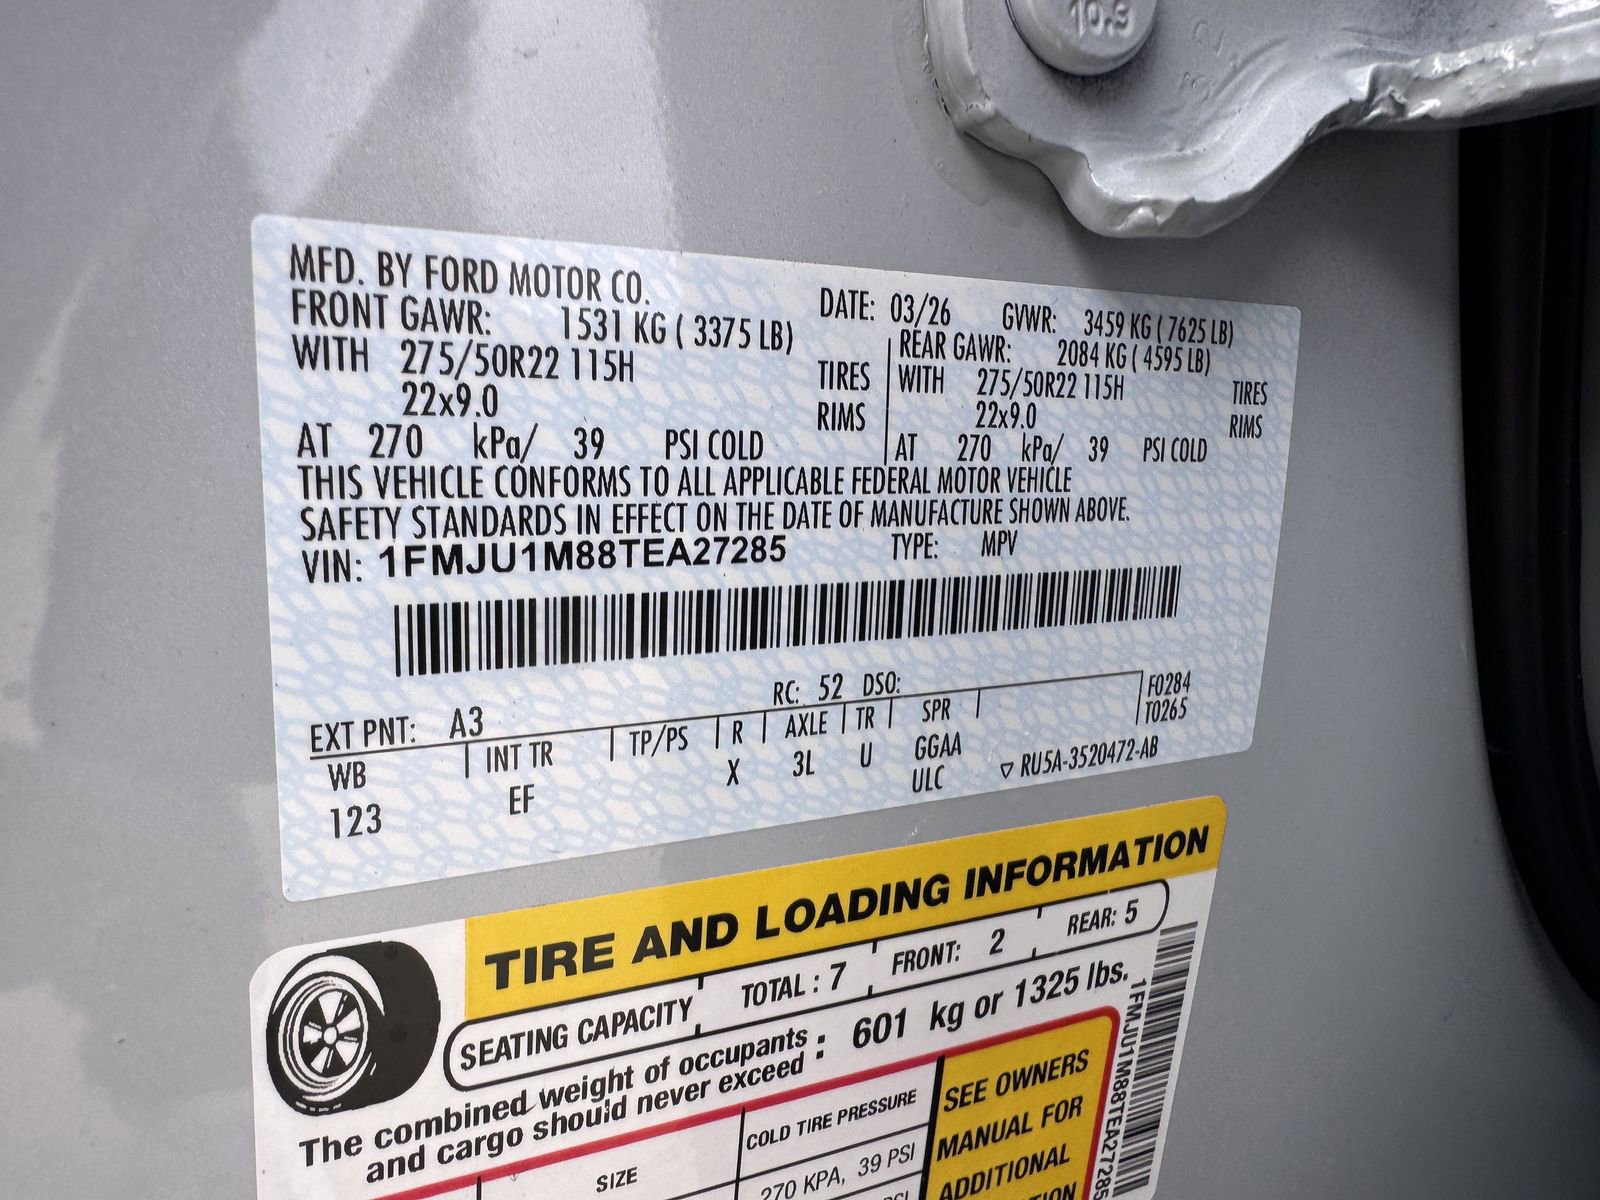 10.9
MFD. BY FORD MOTOR CO.
DATE: 03/26 GVWR: 3459 KG ( 7625 LB)
FRONT GAWR: 1531 KG ( 3375 LB)
REAR GAWR: 2084 KG ( 4595 LB)
WITH 275/50R22 115H TIRES
WITH 275/50R22 115H TIRES
22x9.0 RIMS
22x9.0 RIMS
AT 270 kPa/ 39 PSI COLD
AT 270 kPa/ 39 PSI COLD
THIS VEHICLE CONFORMS TO ALL APPLICABLE FEDERAL MOTOR VEHICLE
SAFETY STANDARDS IN EFFECT ON THE DATE OF MANUFACTURE SHOWN ABOVE.
VIN: 1FMJU1M88TEA27285 TYPE: MPV
EXT PNT: A3 RC: 52 DSO: F0284
T0265
WB INT TR TP/PS R AXLE TR SPR
123 EF X 3L U GGAA
ULC ▽ RU5A-3520472-AB
TIRE AND LOADING INFORMATION
SEATING CAPACITY TOTAL : 7 FRONT: 2 REAR: 5
The combined weight of occupants
and cargo should never exceed : 601 kg or 1325 lbs.
SIZE COLD TIRE PRESSURE
270 KPA, 39 PSI
PSI
SEE OWNERS
MANUAL FOR
ADDITIONAL
1FMJU1M88TEA27285